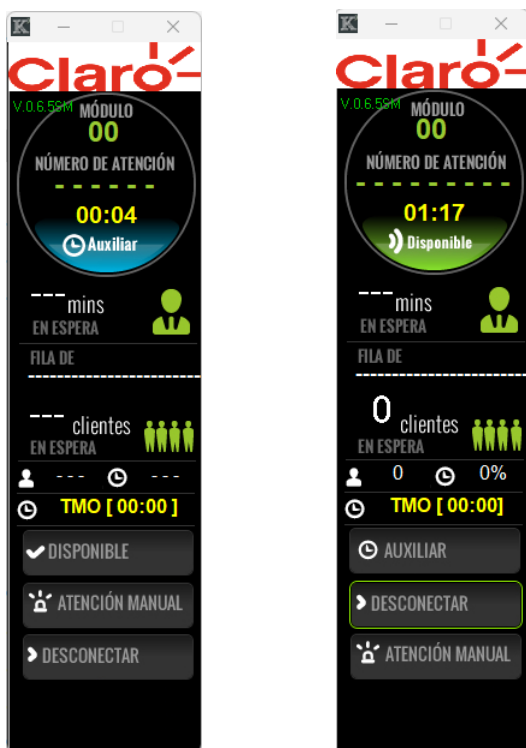 K
Claro
V.0.6.5SM
MÓDULO
00
NÚMERO DE ATENCIÓN
- - - - - -
00:04
Auxiliar
--- mins
EN ESPERA
FILA DE
--- clientes
EN ESPERA
--- ---
TMO [ 00:00 ]
DISPONIBLE
ATENCIÓN MANUAL
DESCONECTAR
K
Claro
V.0.6.5SM
MÓDULO
00
NÚMERO DE ATENCIÓN
- - - - - - - - -
01:17
Disponible
--- mins
EN ESPERA
FILA DE
0 clientes
EN ESPERA
0 0%
TMO [ 00:00]
AUXILIAR
DESCONECTAR
ATENCIÓN MANUAL